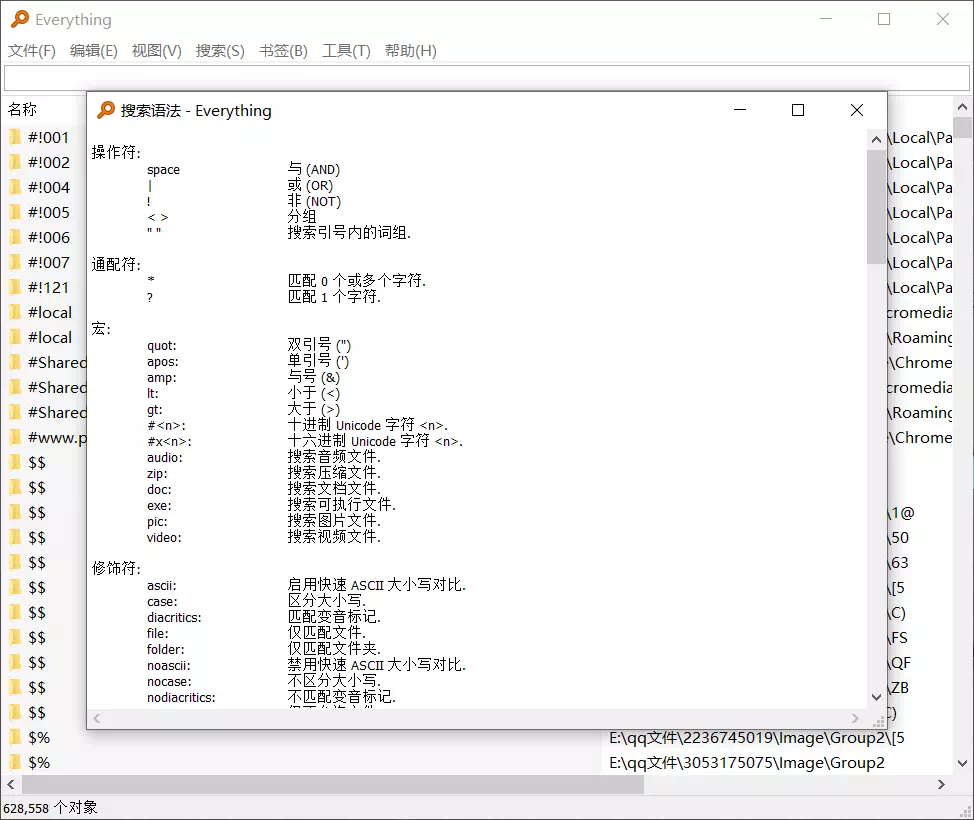 Everything
文件(F) 编辑(E) 视图(V) 搜索(S) 书签(B) 工具(T) 帮助(H)
名称
搜索语法 - Everything
操作符:
space 与 (AND)
| 或 (OR)
! 非 (NOT)
< > 分组
" " 搜索引号内的词组.
通配符:
* 匹配 0 个或多个字符.
? 匹配 1 个字符.
宏:
quot: 双引号 (")
apos: 单引号 (')
amp: 与号 (&)
lt: 小于 (<)
gt: 大于 (>)
#<n>: 十进制 Unicode 字符 <n>.
#x<n>: 十六进制 Unicode 字符 <n>.
audio: 搜索音频文件.
zip: 搜索压缩文件.
doc: 搜索文档文件.
exe: 搜索可执行文件.
pic: 搜索图片文件.
video: 搜索视频文件.
修饰符:
ascii: 启用快速 ASCII 大小写对比.
case: 区分大小写.
diacritics: 匹配变音标记.
file: 仅匹配文件.
folder: 仅匹配文件夹.
noascii: 禁用快速 ASCII 大小写对比.
nocase: 不区分大小写.
nodiacritics: 不匹配变音标记.
#!001 \Local\Pa
#!002 \Local\Pa
#!004 \Local\Pa
#!005 \Local\Pa
#!006 \Local\Pa
#!007 \Local\Pa
#!121 \Local\Pa
#local cromedia
#local \Roaming
#Shared \Chrome
#Shared cromedia
#Shared \Roaming
#www.p \Chrome
$$
$$
$$ \1@
$$ \50
$$ \63
$$ \[5
$$ \C)
$$ \FS
$$ \QF
$$ \ZB
$$ C)
$% E:\qq文件\2236745019\Image\Group2\[5
$% E:\qq文件\3053175075\Image\Group2
628,558 个对象